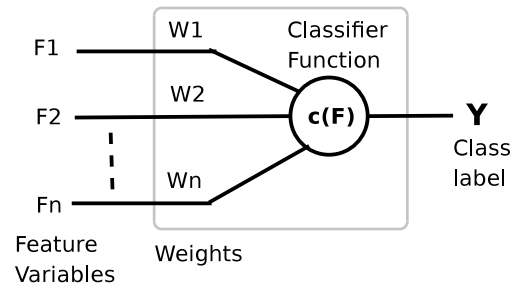 W1
Classifier
Function
F1
W2
F2
c(F)
Y
Class
label
Wn
Fn
Feature
Variables
Weights